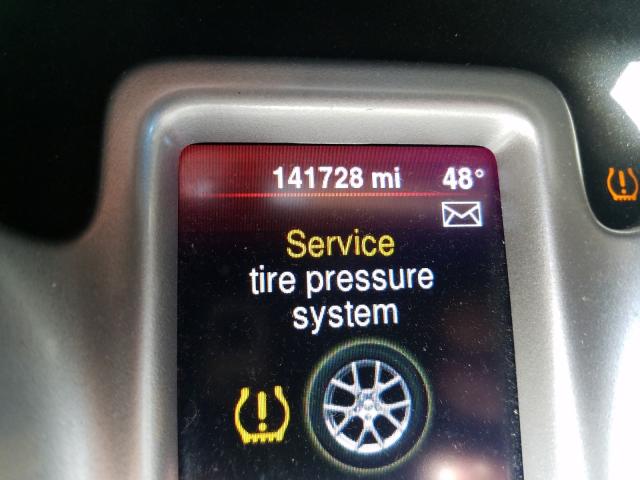 141728 mi 48°
Service
tire pressure
system